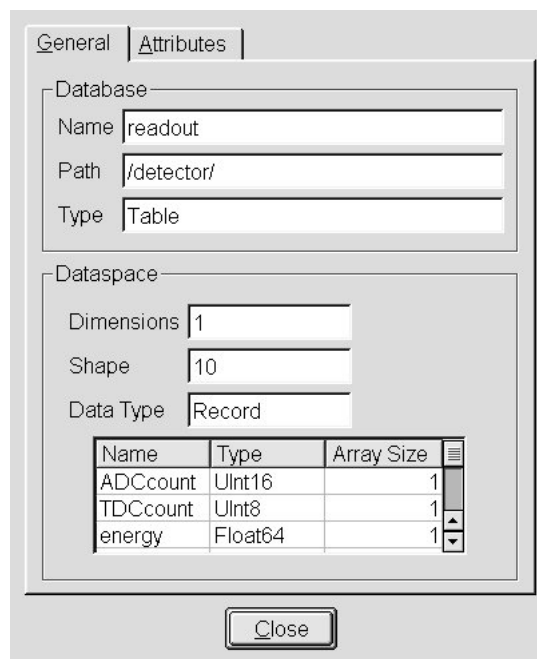 General Attributes
Database
Name readout
Path /detector/
Type Table
Dataspace
Dimensions 1
Shape 10
Data Type Record
Name Type Array Size
ADCcount UInt16 1
TDCcount UInt8 1
energy Float64 1
Close